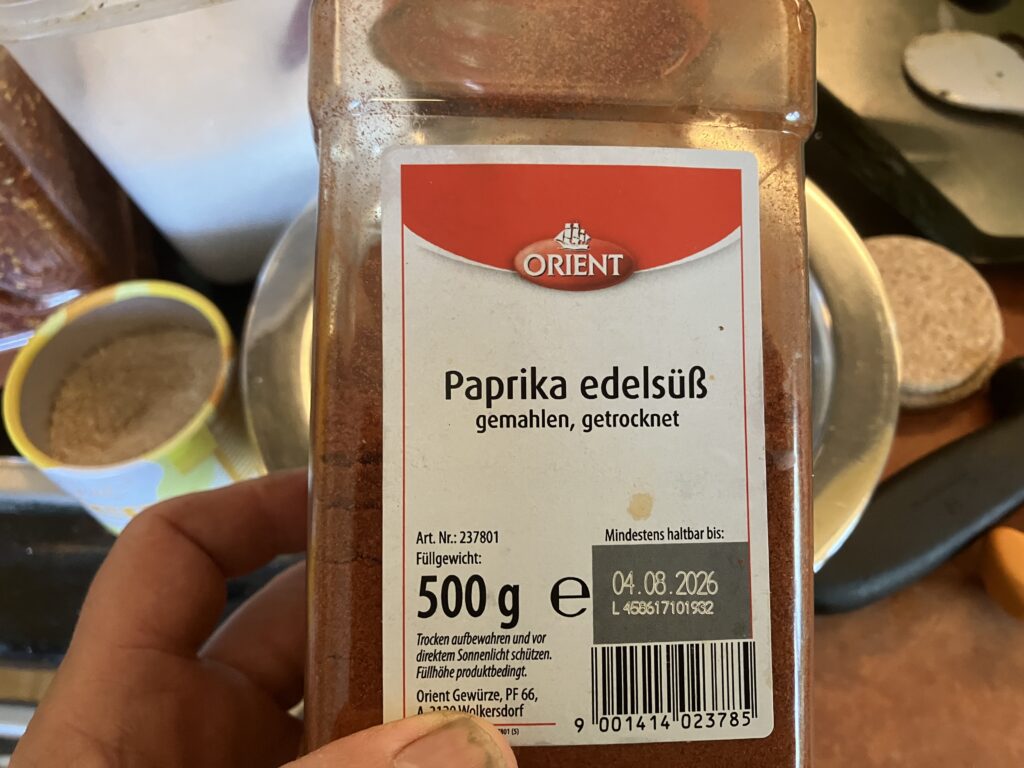 ORIENT
Paprika edelsüß
gemahlen, getrocknet
Art. Nr.: 237801
Füllgewicht:
500 g ℮
Trocken aufbewahren und vor
direktem Sonnenlicht schützen.
Füllhöhe produktbedingt.
Orient Gewürze, PF 66,
A-2120 Wolkersdorf
Mindestens haltbar bis:
04.08.2026
L 458617101932
9 001414 023785